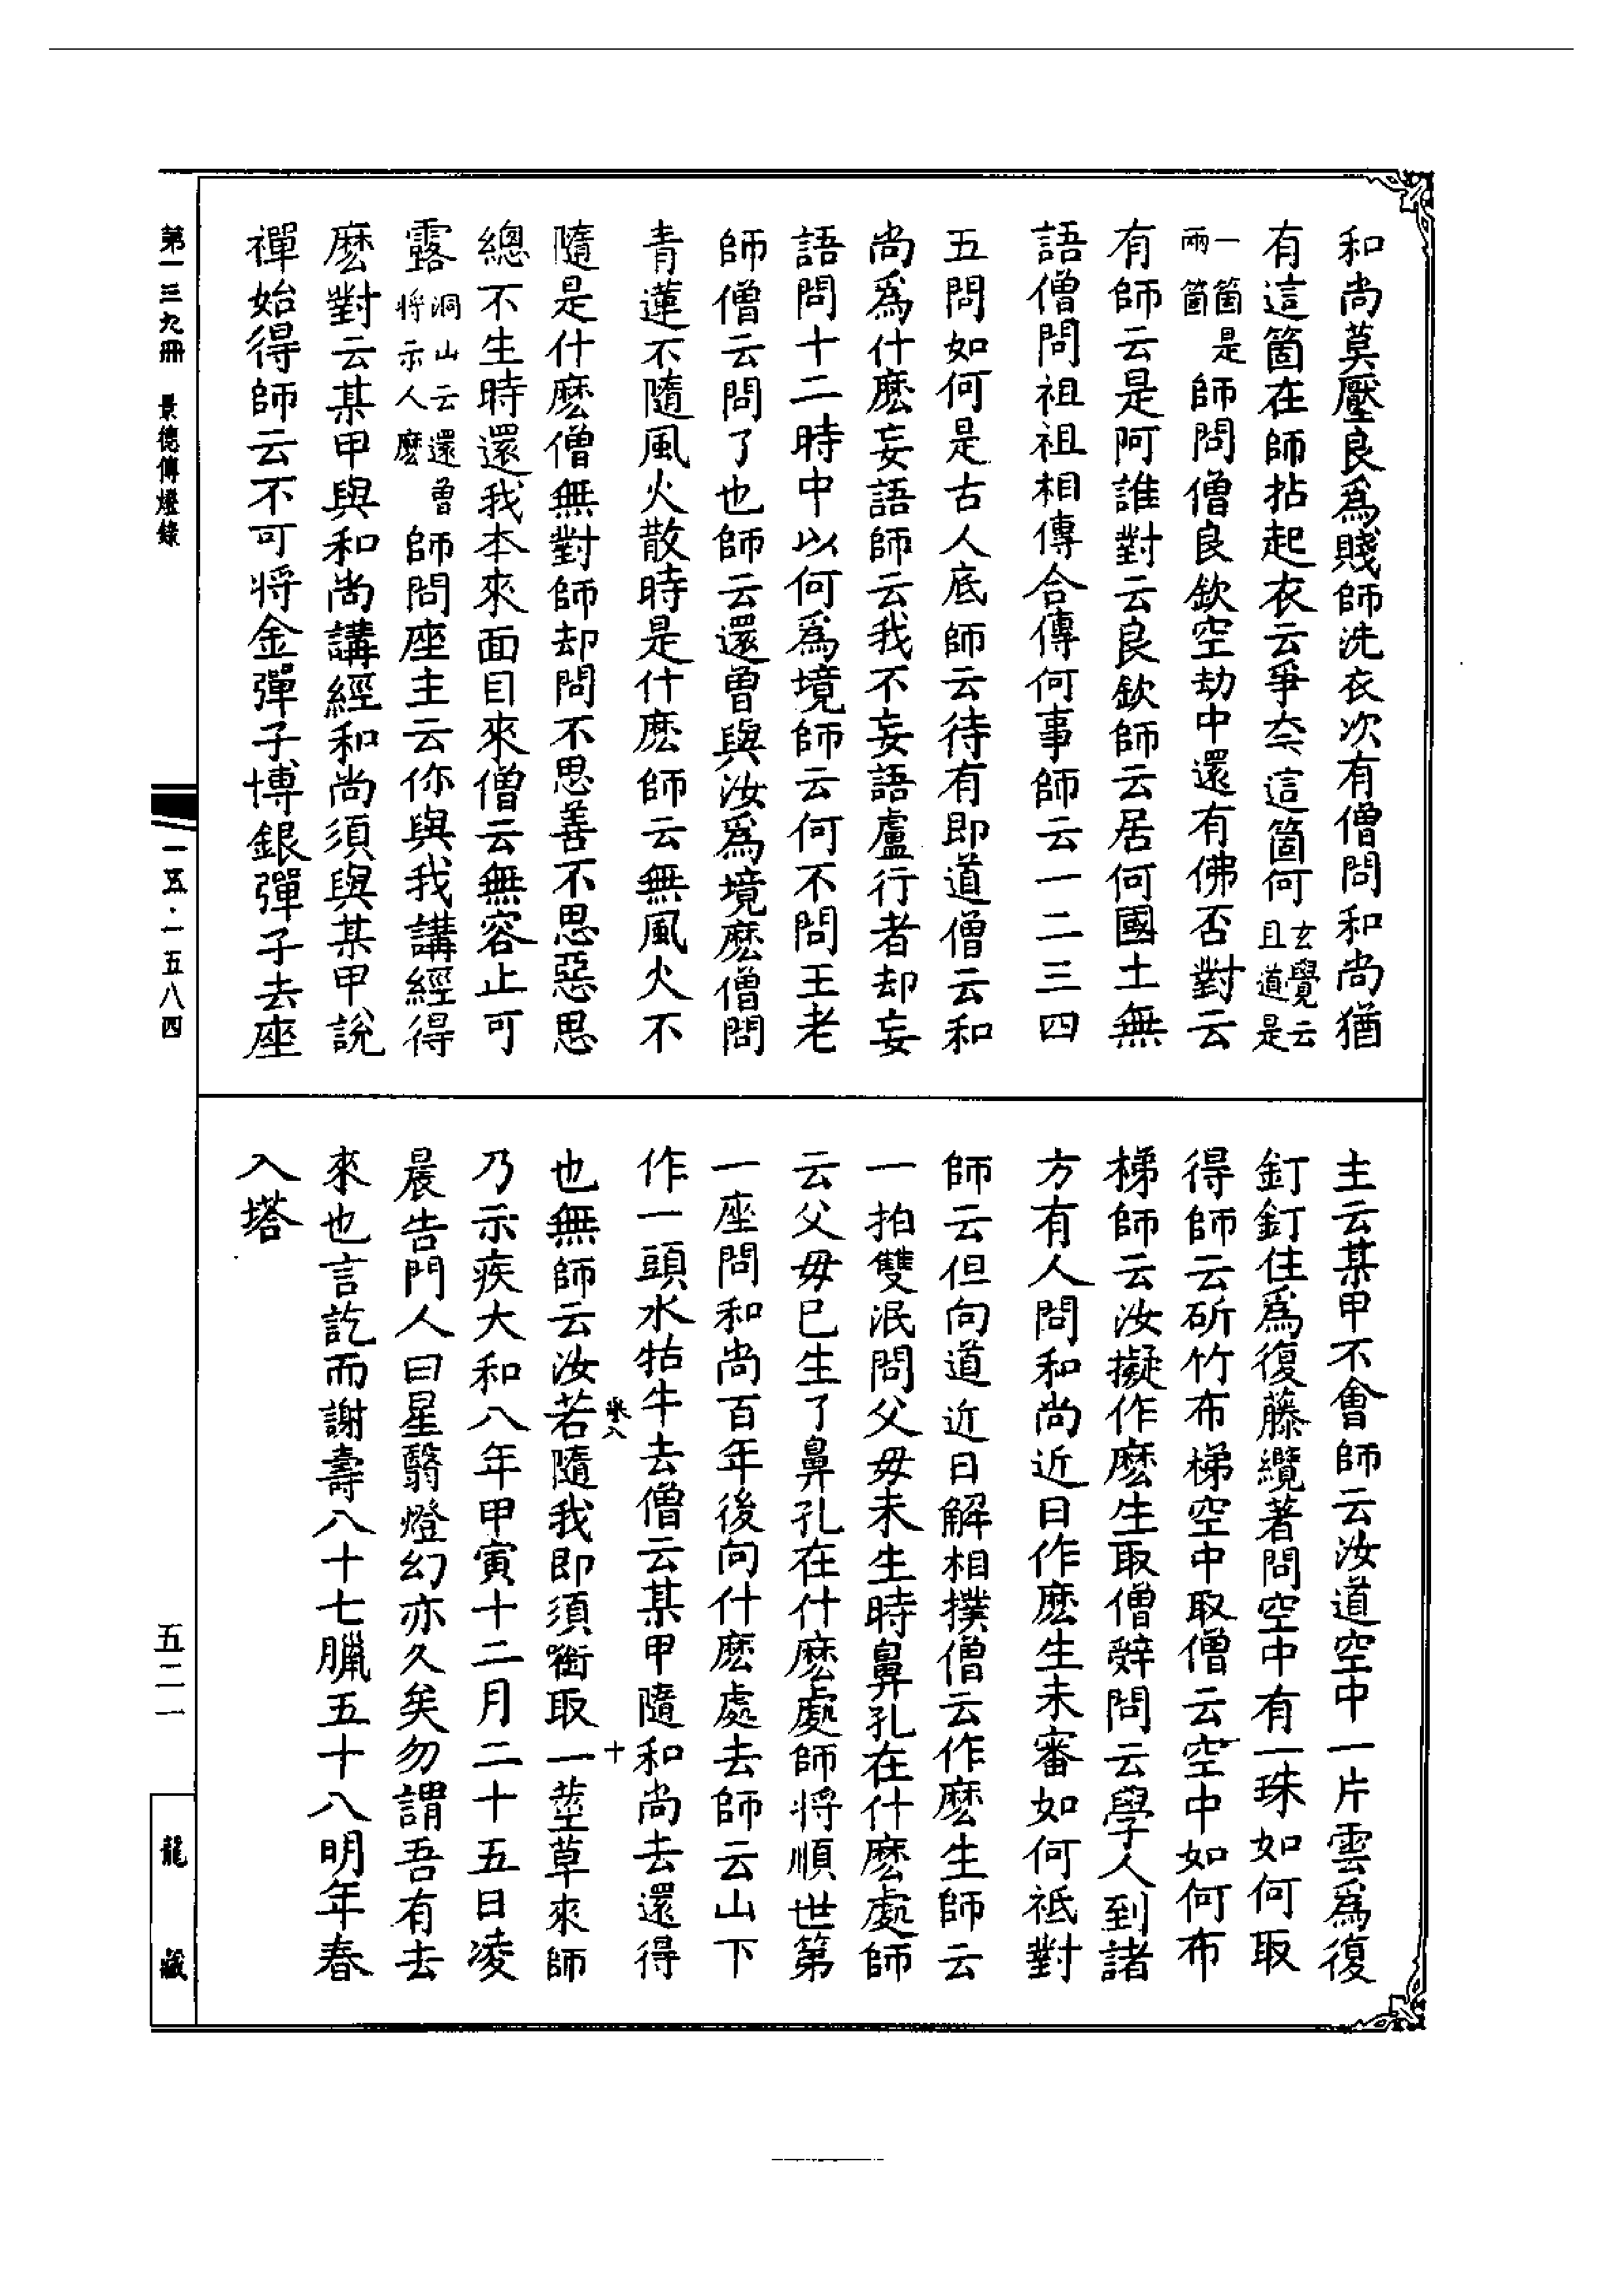 和尚莫壓良爲賤師洗衣次有僧問和尚猶
有這箇在師拈起衣云爭奈這箇何玄覺云且道是
一箇是兩箇師問僧良欽空劫中還有佛否對云
有師云是阿誰對云良欽師云居何國土無
語僧問祖祖相傳合傳何事師云一二三四
五問如何是古人底師云待有即道僧云和
尚爲什麽妄語師云我不妄語盧行者却妄
語問十二時中以何爲境師云何不問王老
師僧云問了也師云還曾與汝爲境麽僧問
青蓮不隨風火散時是什麽師云無風火不
隨是什麽僧無對師却問不思善不思惡思
總不生時還我本來面目來僧云無容止可
露洞山云還曾將示人麽師問座主云你與我講經得
麽對云某甲與和尚講經和尚須與某甲說
禪始得師云不可將金彈子博銀彈子去座
主云某甲不會師云汝道空中一片雲爲復
釘釘住爲復藤纜著問空中有一珠如何取
得師云斫竹布梯空中取僧云空中如何布
梯師云汝擬作麽生取僧辭問云學人到諸
方有人問和尚近日作麽生未審如何祗對
師云但向道近日解相撲僧云作麽生師云
一拍雙泯問父毋未生時鼻孔在什麽處師
云父毋巳生了鼻孔在什麽處師將順世第
一座問和尚百年後向什麽處去師云山下
作一頭水牯牛去僧云某甲隨和尚去還得
也無師云汝若隨我即須銜取一莖草來師
乃示疾大和八年甲寅十二月二十五日凌
晨告門人曰星翳燈幻亦久矣勿謂吾有去
來也言訖而謝壽八十七臘五十八明年春
入塔
十
第一三九冊 景德傳燈錄
一五·一五八四
五二一
龍藏